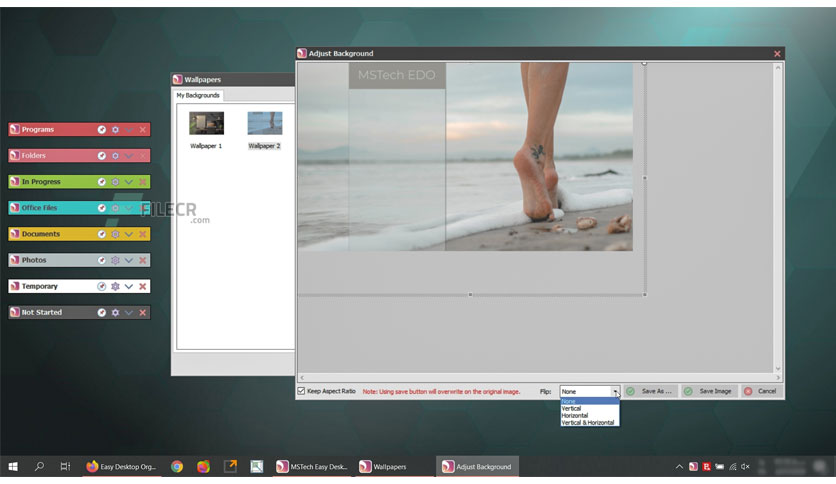 Adjust Background
MSTech EDO
Wallpapers
My Backgrounds
Wallpaper 1
Wallpaper 2
Programs
Folders
In Progress
Office Files
Documents
Photos
Temporary
Not Started
FILECR
.com
Keep Aspect Ratio
Note: Using save button will overwrite on the original image.
Flip:
None
Save As ...
Save Image
Cancel
None
Vertical
Horizontal
Vertical & Horizontal
Easy Desktop Org...
MSTech Easy Desk...
Wallpapers
Adjust Background